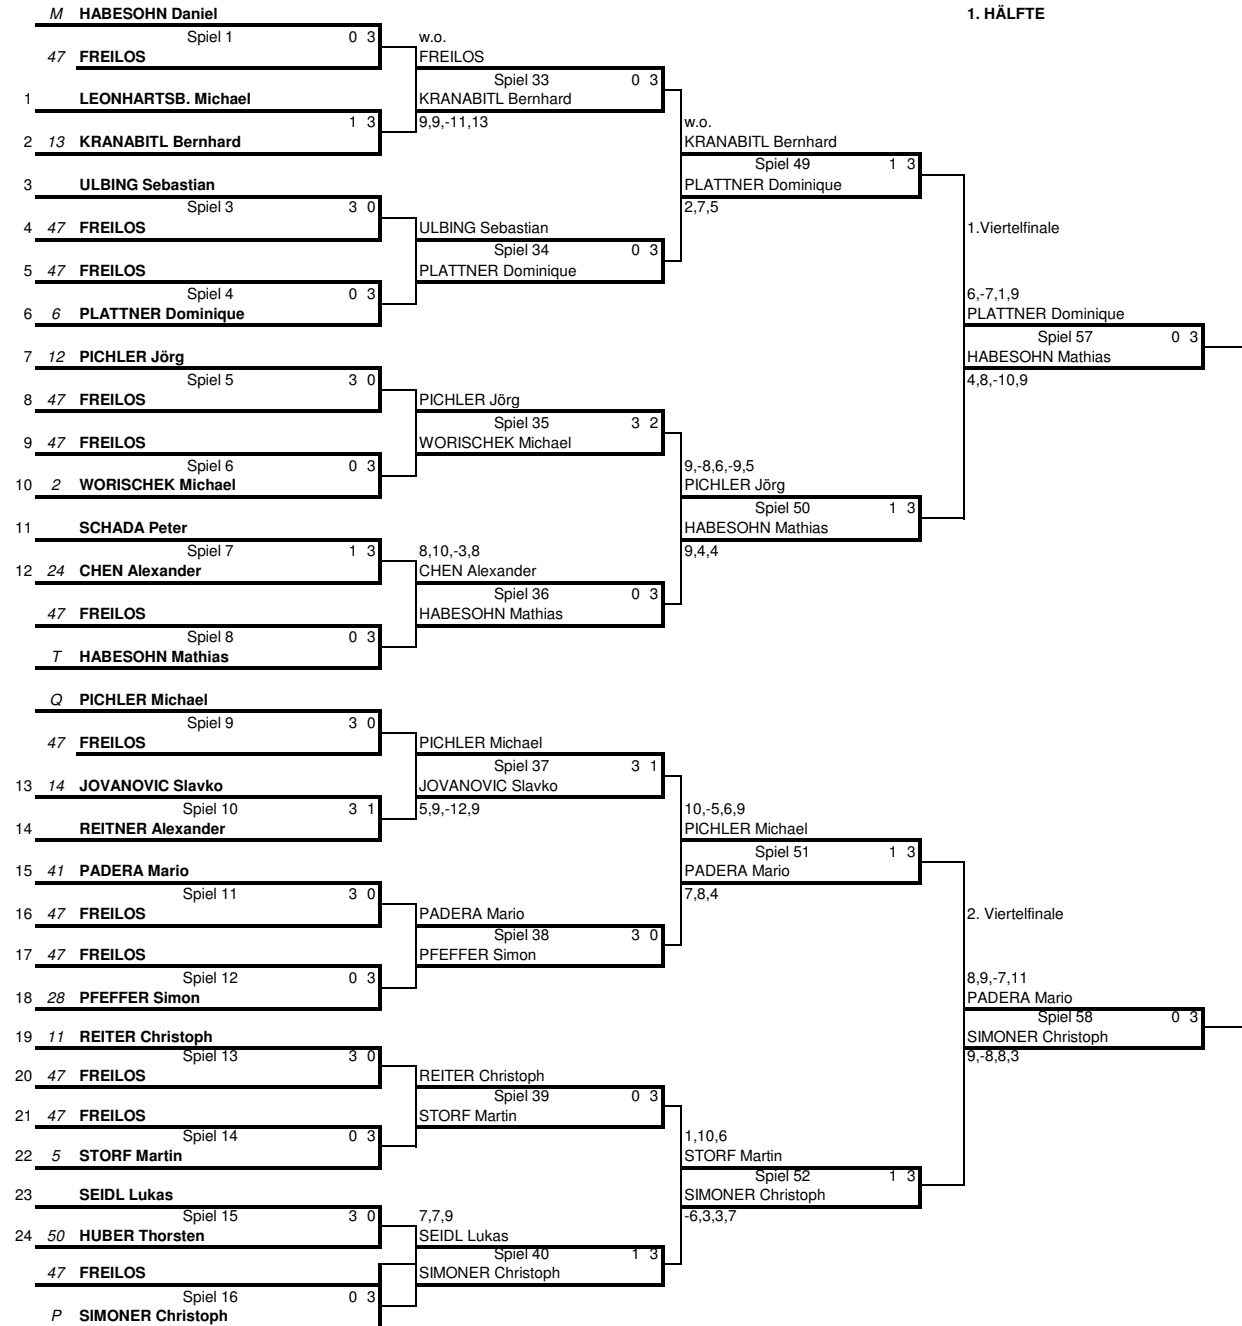 M HABESOHN Daniel 1. HÄLFTE
Spiel 1 0 3 w.o.
47 FREILOS FREILOS
Spiel 33 0 3
1 LEONHARTSB. Michael KRANABITL Bernhard
1 3 9,9,-11,13 w.o.
2 13 KRANABITL Bernhard KRANABITL Bernhard
Spiel 49 1 3
3 ULBING Sebastian PLATTNER Dominique
Spiel 3 3 0 2,7,5
4 47 FREILOS ULBING Sebastian 1.Viertelfinale
Spiel 34 0 3
5 47 FREILOS PLATTNER Dominique
Spiel 4 0 3 6,-7,1,9
6 6 PLATTNER Dominique PLATTNER Dominique
Spiel 57 0 3
7 12 PICHLER Jörg HABESOHN Mathias
Spiel 5 3 0 4,8,-10,9
8 47 FREILOS PICHLER Jörg
Spiel 35 3 2
9 47 FREILOS WORISCHEK Michael
Spiel 6 0 3 9,-8,6,-9,5
10 2 WORISCHEK Michael PICHLER Jörg
Spiel 50 1 3
11 SCHADA Peter HABESOHN Mathias
Spiel 7 1 3 8,10,-3,8 9,4,4
12 24 CHEN Alexander CHEN Alexander
Spiel 36 0 3
47 FREILOS HABESOHN Mathias
Spiel 8 0 3
T HABESOHN Mathias
Q PICHLER Michael
Spiel 9 3 0
47 FREILOS PICHLER Michael
Spiel 37 3 1
13 14 JOVANOVIC Slavko JOVANOVIC Slavko
Spiel 10 3 1 5,9,-12,9 10,-5,6,9
14 REITNER Alexander PICHLER Michael
Spiel 51 1 3
15 41 PADERA Mario PADERA Mario
Spiel 11 3 0 7,8,4
16 47 FREILOS PADERA Mario 2. Viertelfinale
Spiel 38 3 0
17 47 FREILOS PFEFFER Simon
Spiel 12 0 3 8,9,-7,11
18 28 PFEFFER Simon PADERA Mario
Spiel 58 0 3
19 11 REITER Christoph SIMONER Christoph
Spiel 13 3 0 9,-8,8,3
20 47 FREILOS REITER Christoph
Spiel 39 0 3
21 47 FREILOS STORF Martin
Spiel 14 0 3 1,10,6
22 5 STORF Martin STORF Martin
Spiel 52 1 3
23 SEIDL Lukas SIMONER Christoph
Spiel 15 3 0 7,7,9 -6,3,3,7
24 50 HUBER Thorsten SEIDL Lukas
Spiel 40 1 3
47 FREILOS SIMONER Christoph
Spiel 16 0 3
P SIMONER Christoph